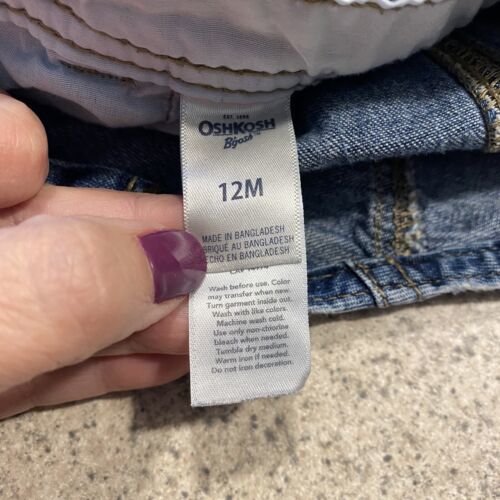 EST. 1895
OSHKOSH
B'gosh
12M
MADE IN BANGLADESH
BRIQUÉ AU BANGLADESH
ECHO EN BANGLADESH
Wash before use. Color
may transfer when new.
Turn garment inside out.
Wash with like colors.
Machine wash cold.
Use only non-chlorine
bleach when needed.
Tumble dry medium.
Warm iron if needed.
Do not iron decoration.